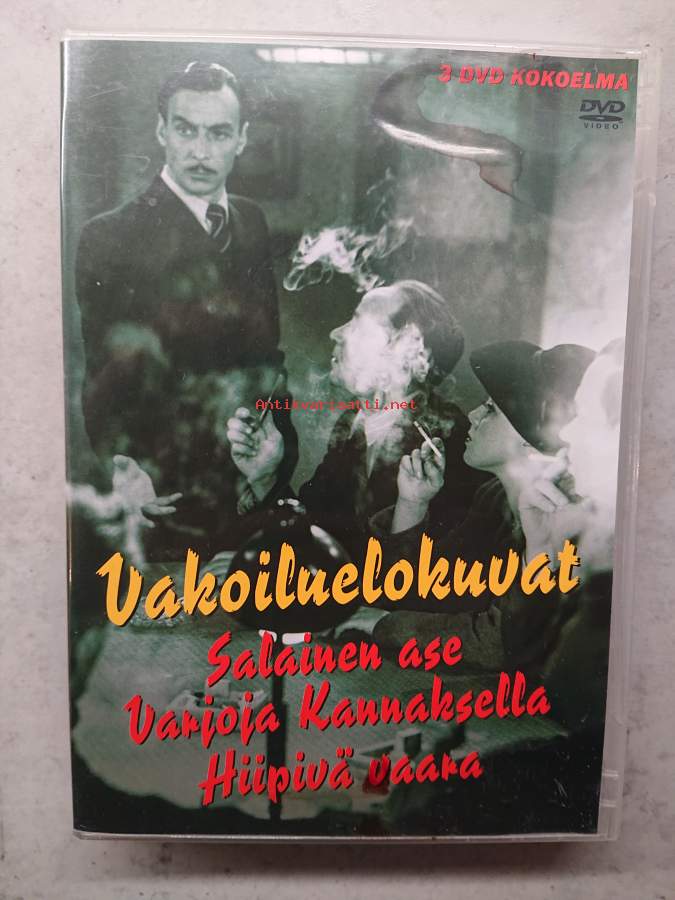 3 DVD KOKOELMA
DVD
VIDEO
Antikvariaatti.net
Vakoiluelokuvat
Salainen ase
Varjoja Kannaksella
Hiipivä vaara